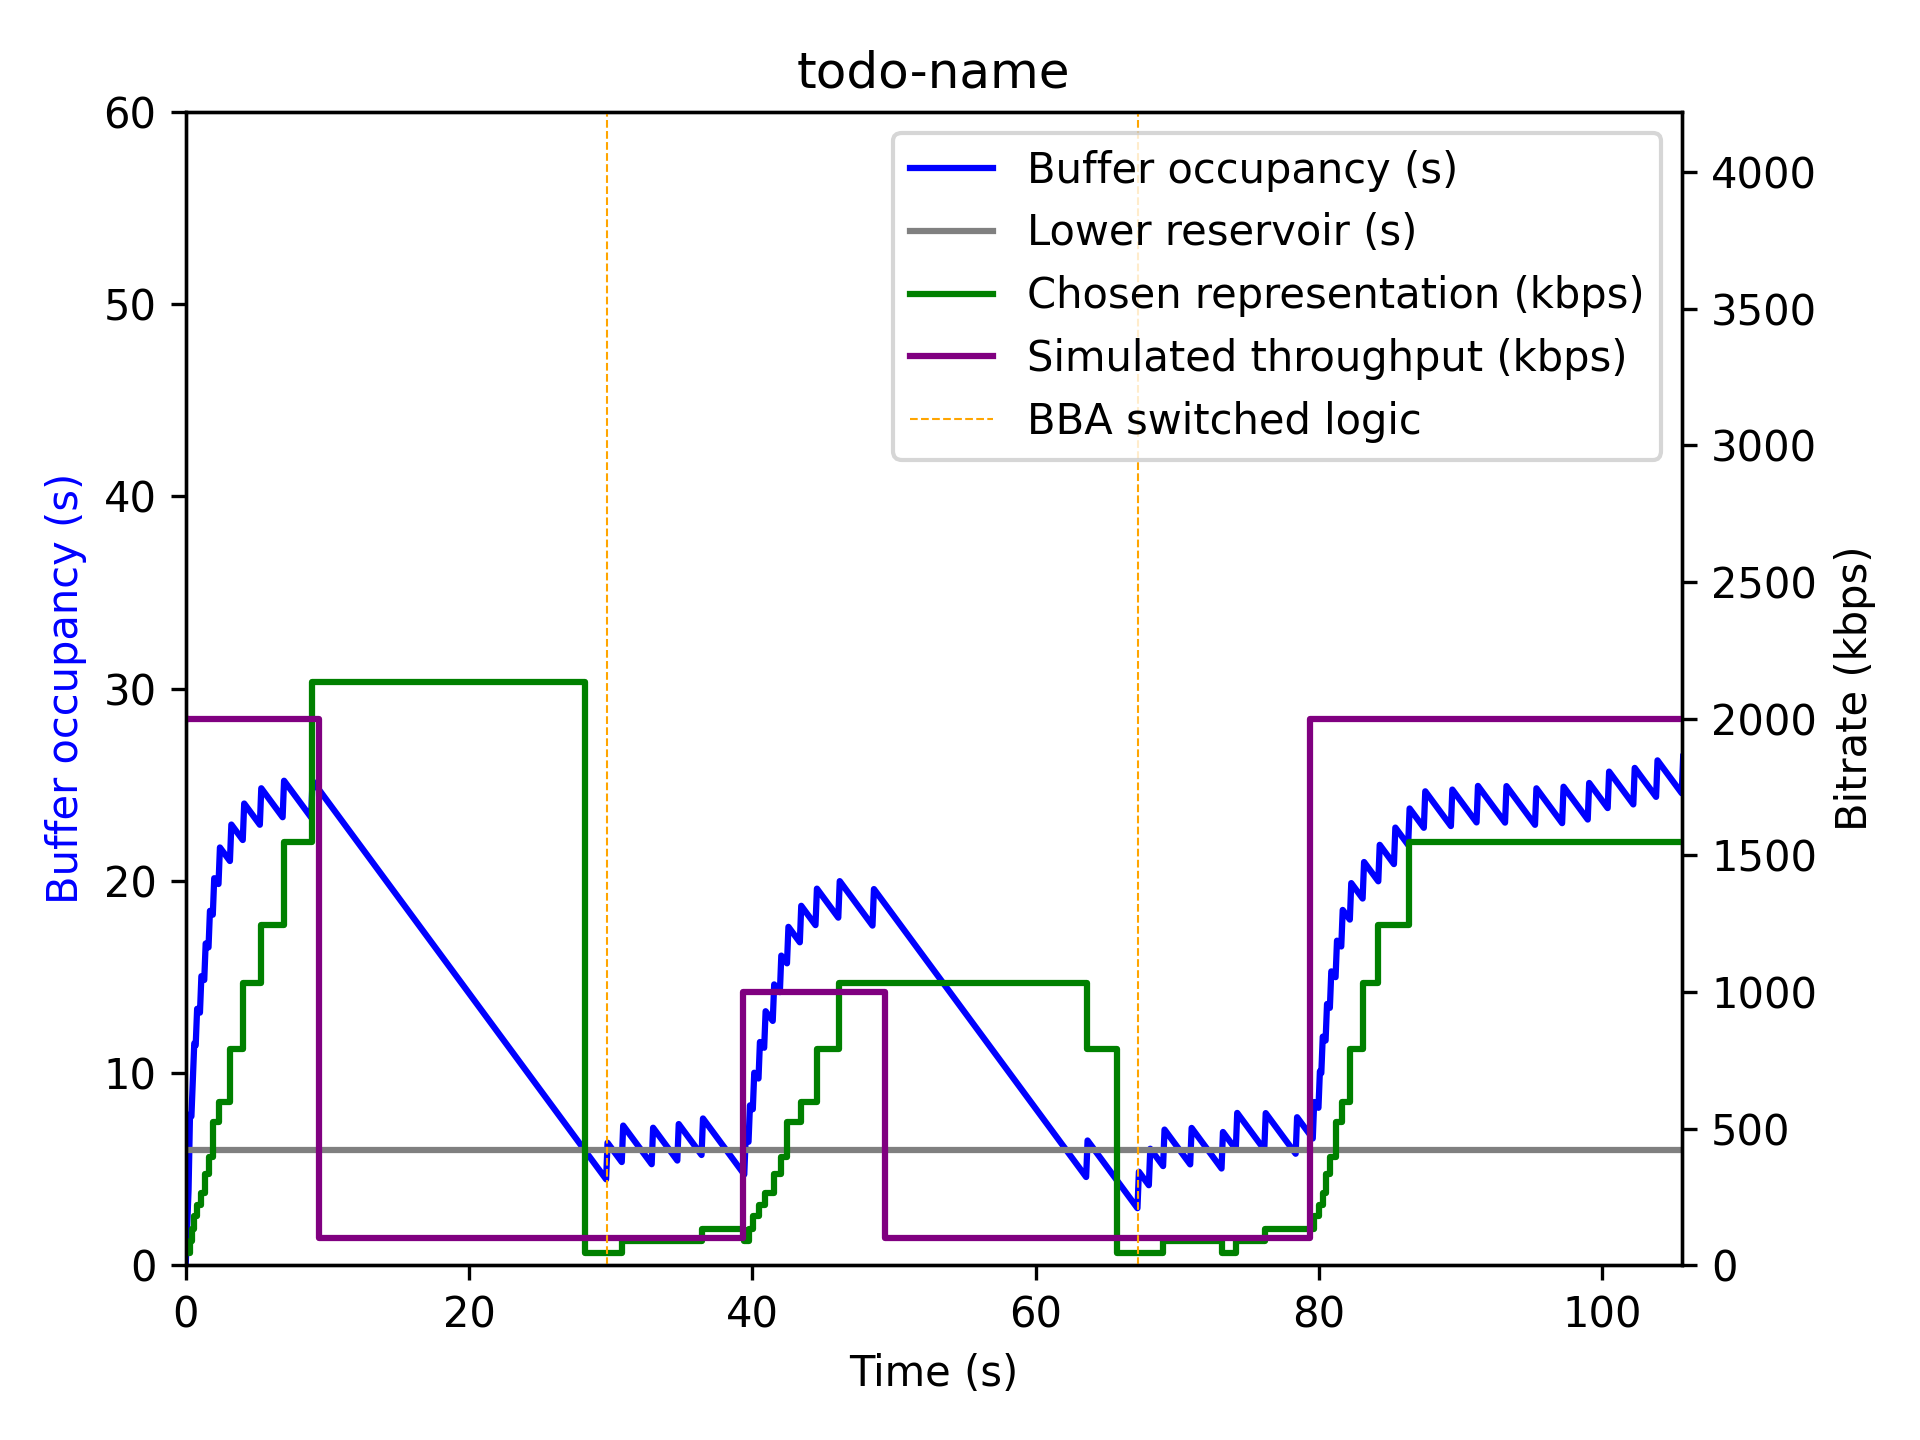 todo-name
60
50
40
30
20
10
0
Buffer occupancy (s)
Buffer occupancy (s)
Lower reservoir (s)
Chosen representation (kbps)
Simulated throughput (kbps)
BBA switched logic
4000
3500
3000
2500
2000
1500
1000
500
0
Bitrate (kbps)
0 20 40 60 80 100
Time (s)